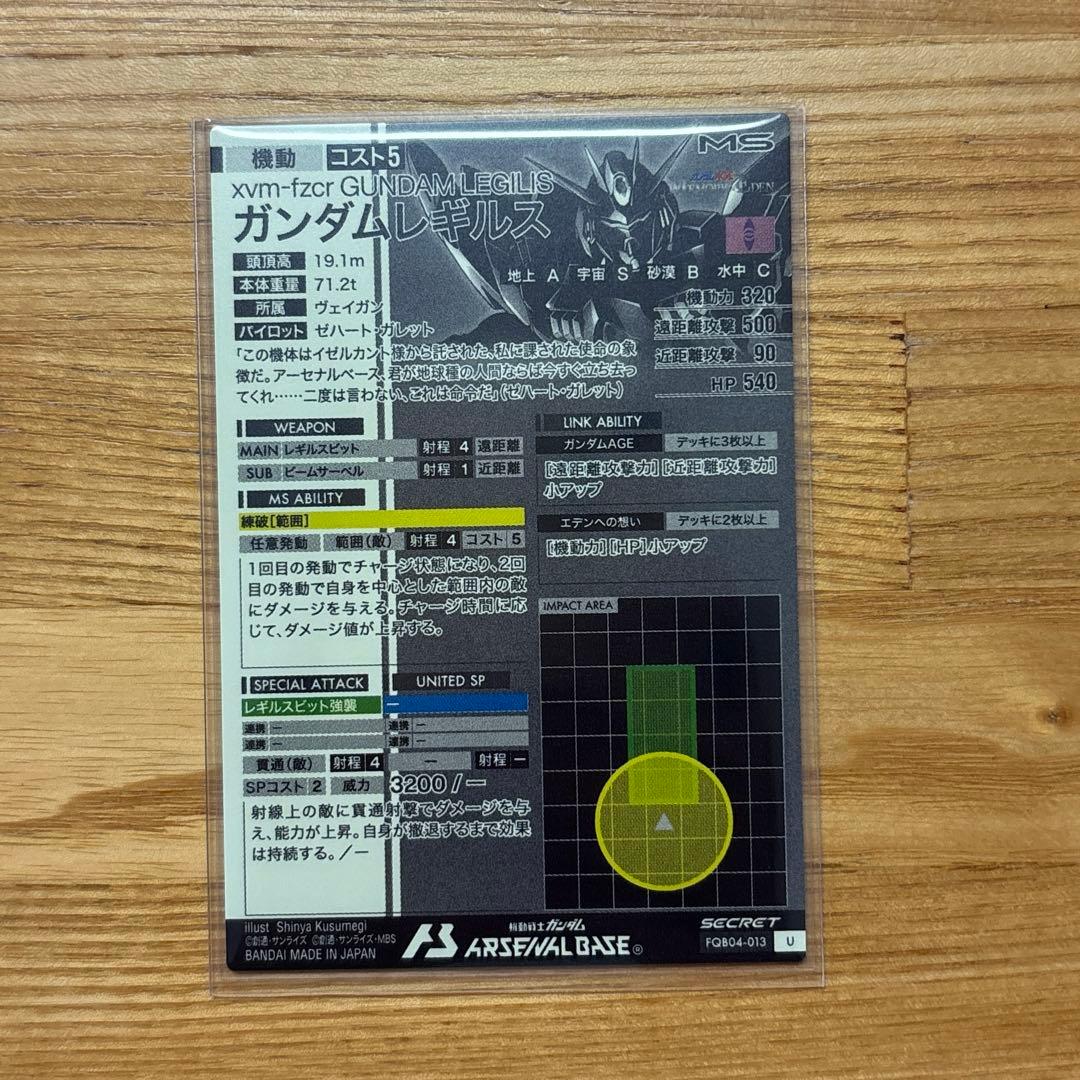 MS
機動 コスト5
xvm-fzcr GUNDAM LEGILIS
ガンダムレギルス
頭頂高 19.1m
本体重量 71.2t
所属 ヴェイガン
パイロット ゼハート・ガレット
「この機体はイゼルカント様から託された、私に課された使命の象
徴だ。アーセナルベース、君が地球種の人間ならば今すぐ立ち去っ
てくれ……二度は言わない、これは命令だ」(ゼハート・ガレット)
地上 A 宇宙 S 砂漠 B 水中 C
機動力 320
遠距離攻撃 500
近距離攻撃 90
HP 540
WEAPON
MAIN レギルスビット 射程 4 遠距離
SUB ビームサーベル 射程 1 近距離
MS ABILITY
練破[範囲]
任意発動 範囲(敵) 射程 4 コスト 5
1回目の発動でチャージ状態になり、2回
目の発動で自身を中心とした範囲内の敵
にダメージを与える。チャージ時間に応
じて、ダメージ値が上昇する。
LINK ABILITY
ガンダムAGE デッキに3枚以上
[遠距離攻撃力][近距離攻撃力]
小アップ
エデンへの想い デッキに2枚以上
[機動力][HP]小アップ
IMPACT AREA
SPECIAL ATTACK UNITED SP
レギルスビット強襲 ー
連携 ー 連携 ー
連携 ー 連携 ー
貫通(敵) 射程 4 ー 射程 ー
SPコスト 2 威力 3200/ー
射線上の敵に貫通射撃でダメージを与
え、能力が上昇。自身が撤退するまで効果
は持続する。/ー
illust Shinya Kusumegi
©創通・サンライズ ©創通・サンライズ・MBS
BANDAI MADE IN JAPAN
機動戦士ガンダム
ARSENAL BASE®
SECRET
FQB04-013 U